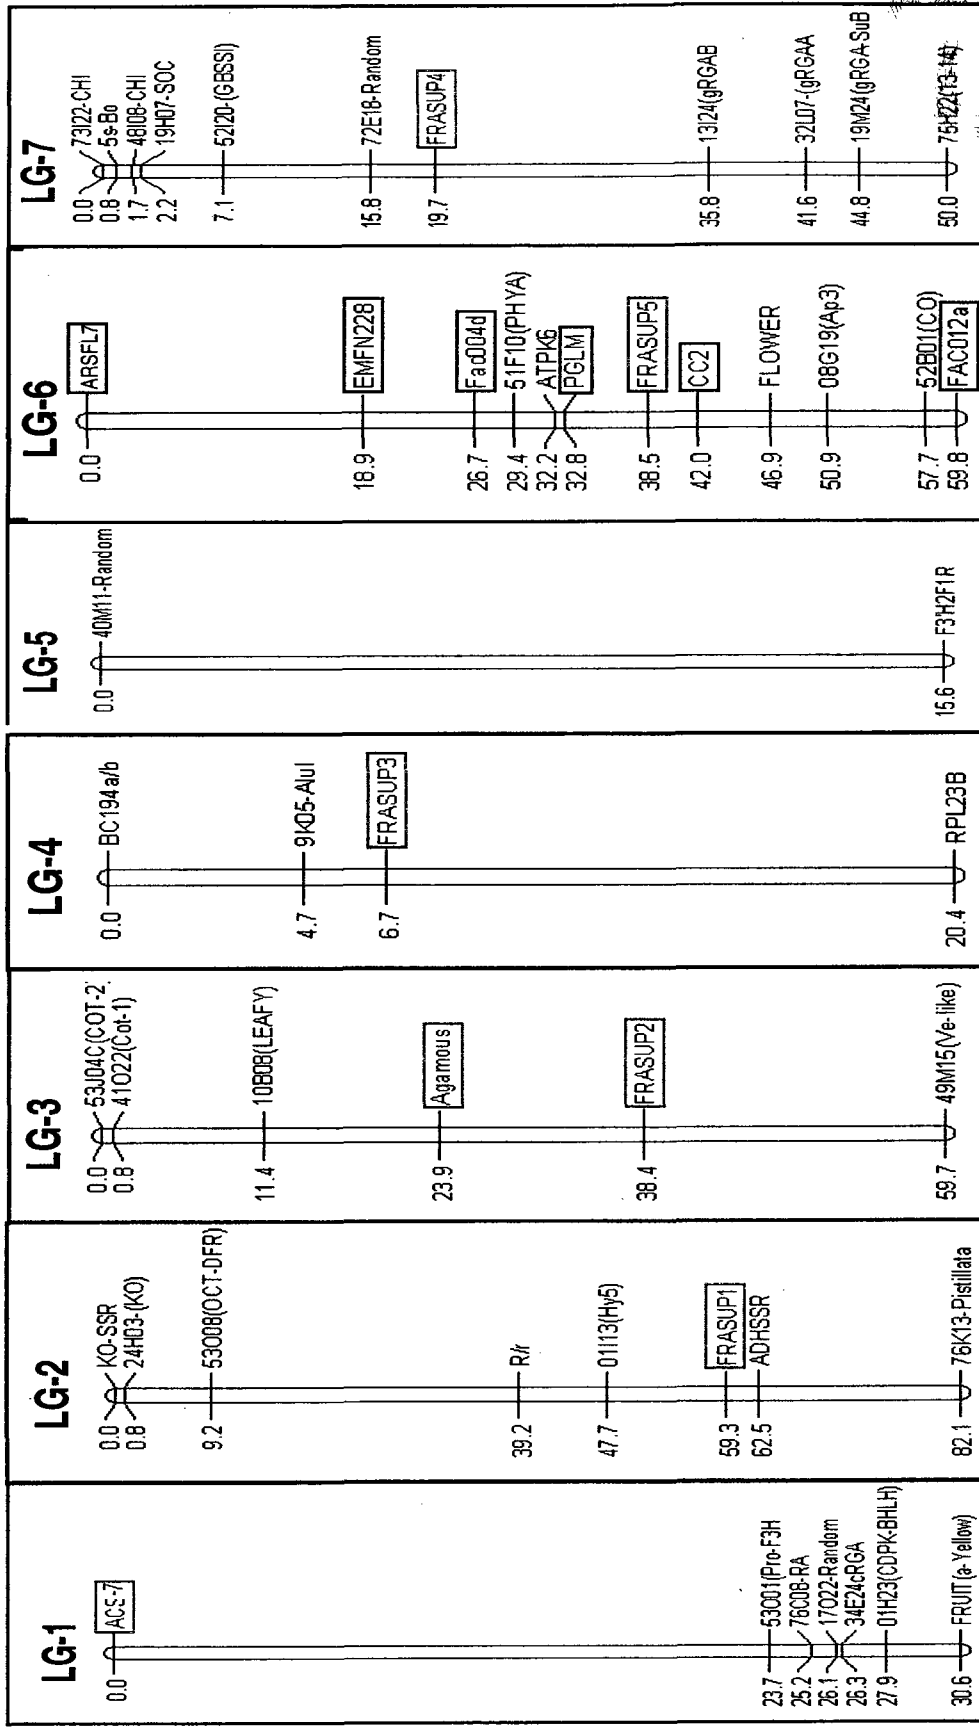 LG-1
0.0 ACS-7
23.7 53O01(Pro-F3H
25.2 76C08-RA
26.1 17O22-Random
26.3 34E24cRGA
27.9 01H23(CDPK-BHLH)
30.6 FRUIT(a-Yellow)
LG-2
0.0 KO-SSR
0.8 24H03-(KO)
9.2 53O08(OCT-DFR)
39.2 R/r
47.7 01I13(Hy5)
59.3 FRASUP1
62.5 ADHSSR
82.1 76K13-Pistillata
LG-3
0.0 53J04C(COT-2)
0.8 41O22(Cot-1)
11.4 10B08(LEAFY)
23.9 Agamous
38.4 FRASUP2
59.7 49M15(Ve-like)
LG-4
0.0 BC194a/b
4.7 9K05-AluI
6.7 FRASUP3
20.4 RPL23B
LG-5
0.0 40M11-Random
15.6 F3'H2F1R
LG-6
0.0 ARSFL7
18.9 EMFN228
26.7 Fac004d
29.4 51F10(PHYA)
32.2 ATPK6
32.8 PGLM
38.5 FRASUP5
42.0 CC2
46.9 FLOWER
50.9 08G19(Ap3)
57.7 52B01(CO)
59.8 FAC012a
LG-7
0.0 73I22-CHI
0.8 5s-Bo
1.7 48I08-CHI
2.2 19H07-SOC
7.1 52I20-(GBSSI)
15.8 72E18-Random
19.7 FRASUP4
35.8 13I24(gRGAB
41.6 32L07-(gRGAA
44.8 19M24(gRGA-SuB
50.0 75H22(13-14)